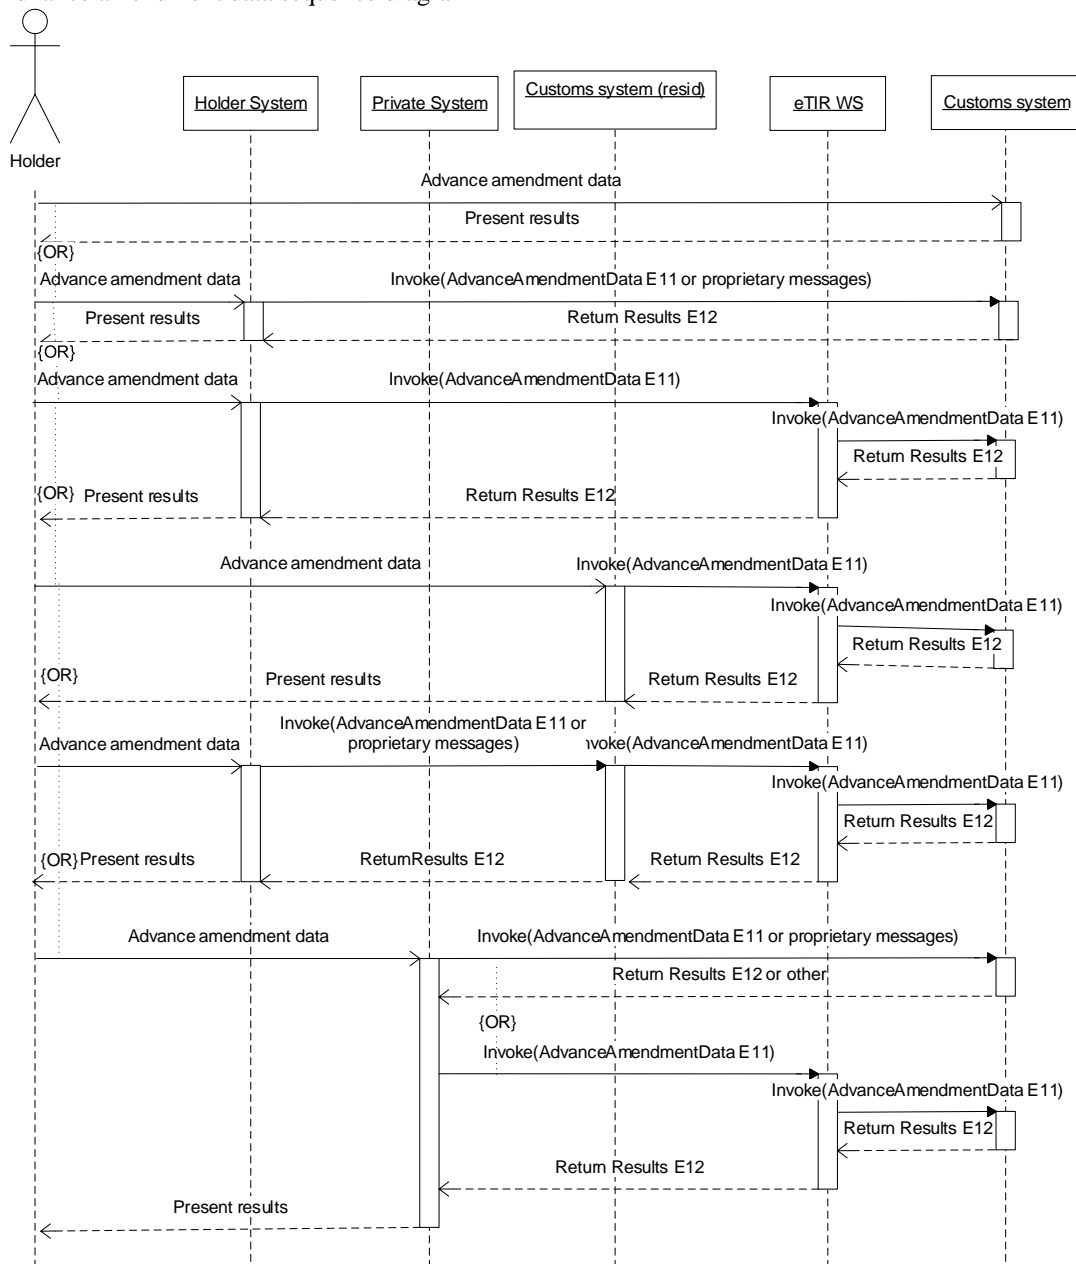 Holder System
Private System
Customs system (resid)
eTIR WS
Customs system
Holder
Advance amendment data
Present results
{OR}
Advance amendment data
Invoke(AdvanceAmendmentData E11 or proprietary messages)
Present results
Return Results E12
{OR}
Advance amendment data
Invoke(AdvanceAmendmentData E11)
Invoke(AdvanceAmendmentData E11)
Return Results E12
{OR}
Present results
Return Results E12
Advance amendment data
Invoke(AdvanceAmendmentData E11)
Invoke(AdvanceAmendmentData E11)
Return Results E12
{OR}
Present results
Return Results E12
Invoke(AdvanceAmendmentData E11 or
proprietary messages)
Advance amendment data
nvoke(AdvanceAmendmentData E11)
Invoke(AdvanceAmendmentData E11)
Return Results E12
{OR}
Present results
ReturnResults E12
Return Results E12
Advance amendment data
Invoke(AdvanceAmendmentData E11 or proprietary messages)
Return Results E12 or other
{OR}
Invoke(AdvanceAmendmentData E11)
Invoke(AdvanceAmendmentData E11)
Return Results E12
Return Results E12
Present results